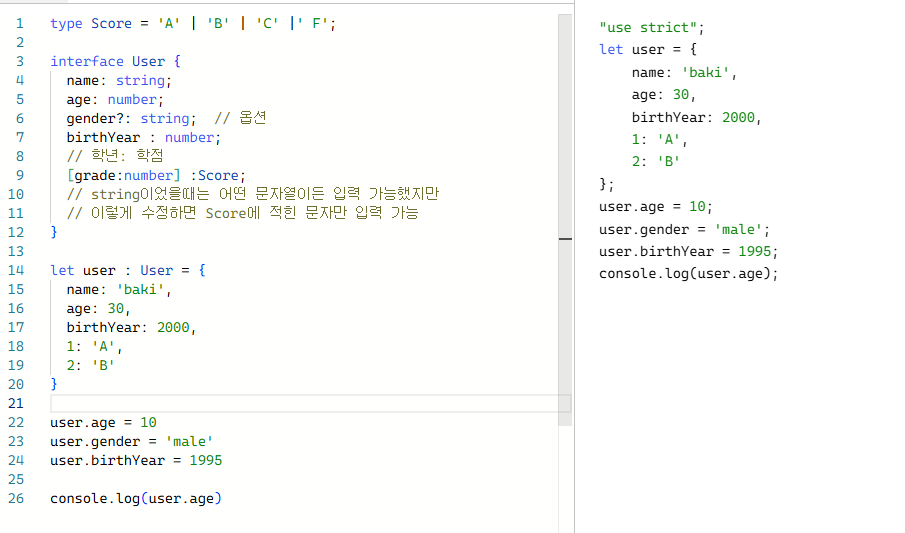 1 type Score = 'A' | 'B' | 'C' |' F';
2
3 interface User {
4 name: string;
5 age: number;
6 gender?: string; // 옵션
7 birthYear : number;
8 // 학년: 학점
9 [grade:number] :Score;
10 // string이었을때는 어떤 문자열이든 입력 가능했지만
11 // 이렇게 수정하면 Score에 적힌 문자만 입력 가능
12 }
13
14 let user : User = {
15 name: 'baki',
16 age: 30,
17 birthYear: 2000,
18 1: 'A',
19 2: 'B'
20 }
21
22 user.age = 10
23 user.gender = 'male'
24 user.birthYear = 1995
25
26 console.log(user.age)
"use strict";
let user = {
name: 'baki',
age: 30,
birthYear: 2000,
1: 'A',
2: 'B'
};
user.age = 10;
user.gender = 'male';
user.birthYear = 1995;
console.log(user.age);